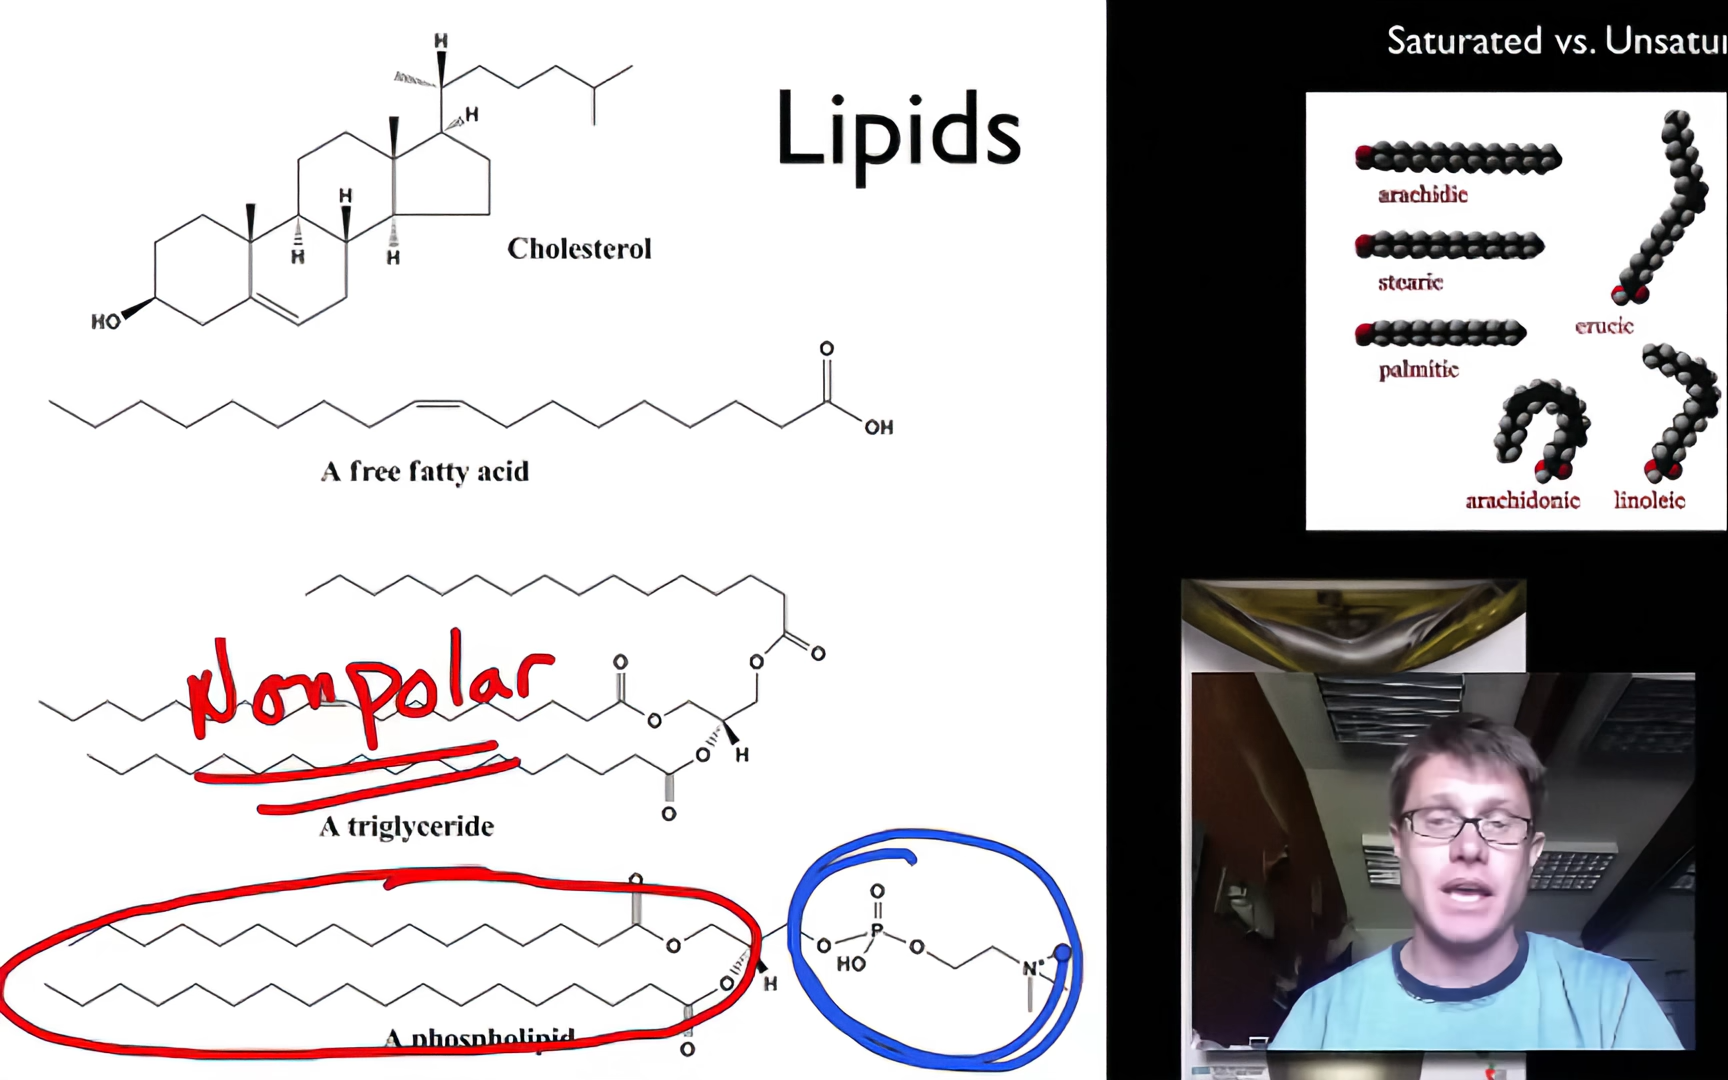 Lipids
H
H
H
H
H
HO
Cholesterol
O
OH
A free fatty acid
O
O
O
O
O
H
O
Nonpolar
A triglyceride
O
O
O
H
O
O
P
O
HO
O
N⁺
A phospholipid
Saturated vs. Unsatur
arachidic
stearic
palmitic
erucic
arachidonic
linoleic